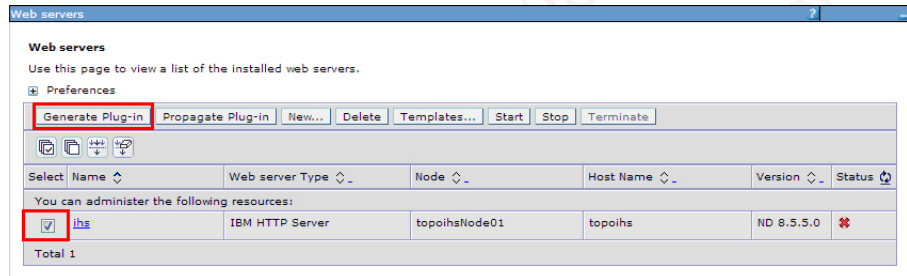 Web servers ? _
Web servers
Use this page to view a list of the installed web servers.
Preferences
Generate Plug-in Propagate Plug-in New... Delete Templates... Start Stop Terminate
Select Name Web server Type Node Host Name Version Status
You can administer the following resources:
ihs IBM HTTP Server topoihsNode01 topoihs ND 8.5.5.0
Total 1